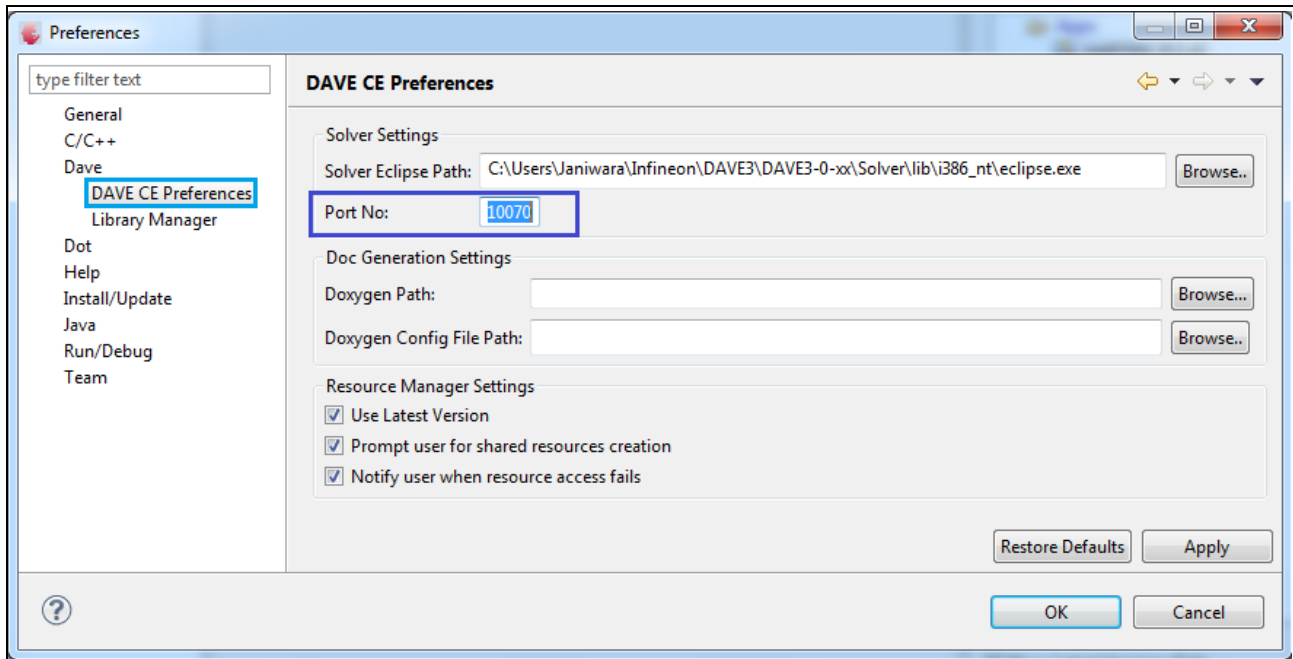 Preferences
type filter text
General
C/C++
Dave
DAVE CE Preferences
Library Manager
Dot
Help
Install/Update
Java
Run/Debug
Team
DAVE CE Preferences
Solver Settings
Solver Eclipse Path: C:\Users\Janiwara\Infineon\DAVE3\DAVE3-0-xx\Solver\lib\i386_nt\eclipse.exe Browse..
Port No: 10070
Doc Generation Settings
Doxygen Path: Browse...
Doxygen Config File Path: Browse..
Resource Manager Settings
Use Latest Version
Prompt user for shared resources creation
Notify user when resource access fails
Restore Defaults Apply
OK Cancel